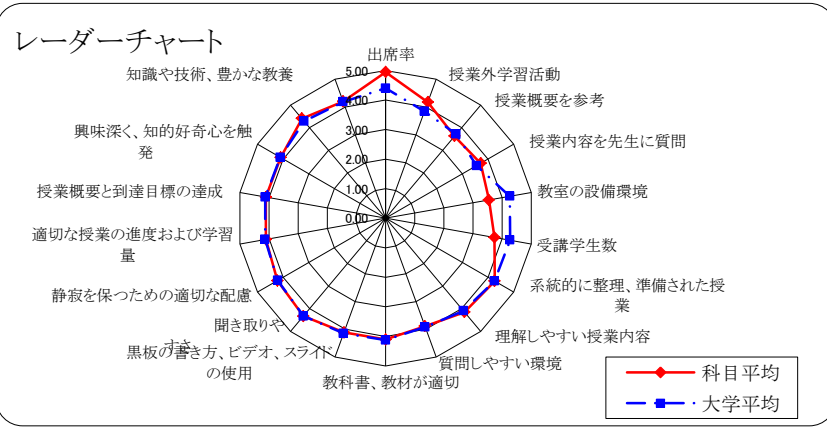 レーダーチャート
出席率
授業外学習活動
授業概要を参考
授業内容を先生に質問
教室の設備環境
受講学生数
系統的に整理、準備された授
業
理解しやすい授業内容
質問しやすい環境
教科書、教材が適切
黒板の書き方、ビデオ、スライド
の使用
聞き取りや
すさ
静寂を保つための適切な配慮
適切な授業の進度および学習
量
授業概要と到達目標の達成
興味深く、知的好奇心を触
発
知識や技術、豊かな教養
5.00
4.00
3.00
2.00
1.00
0.00
科目平均
大学平均